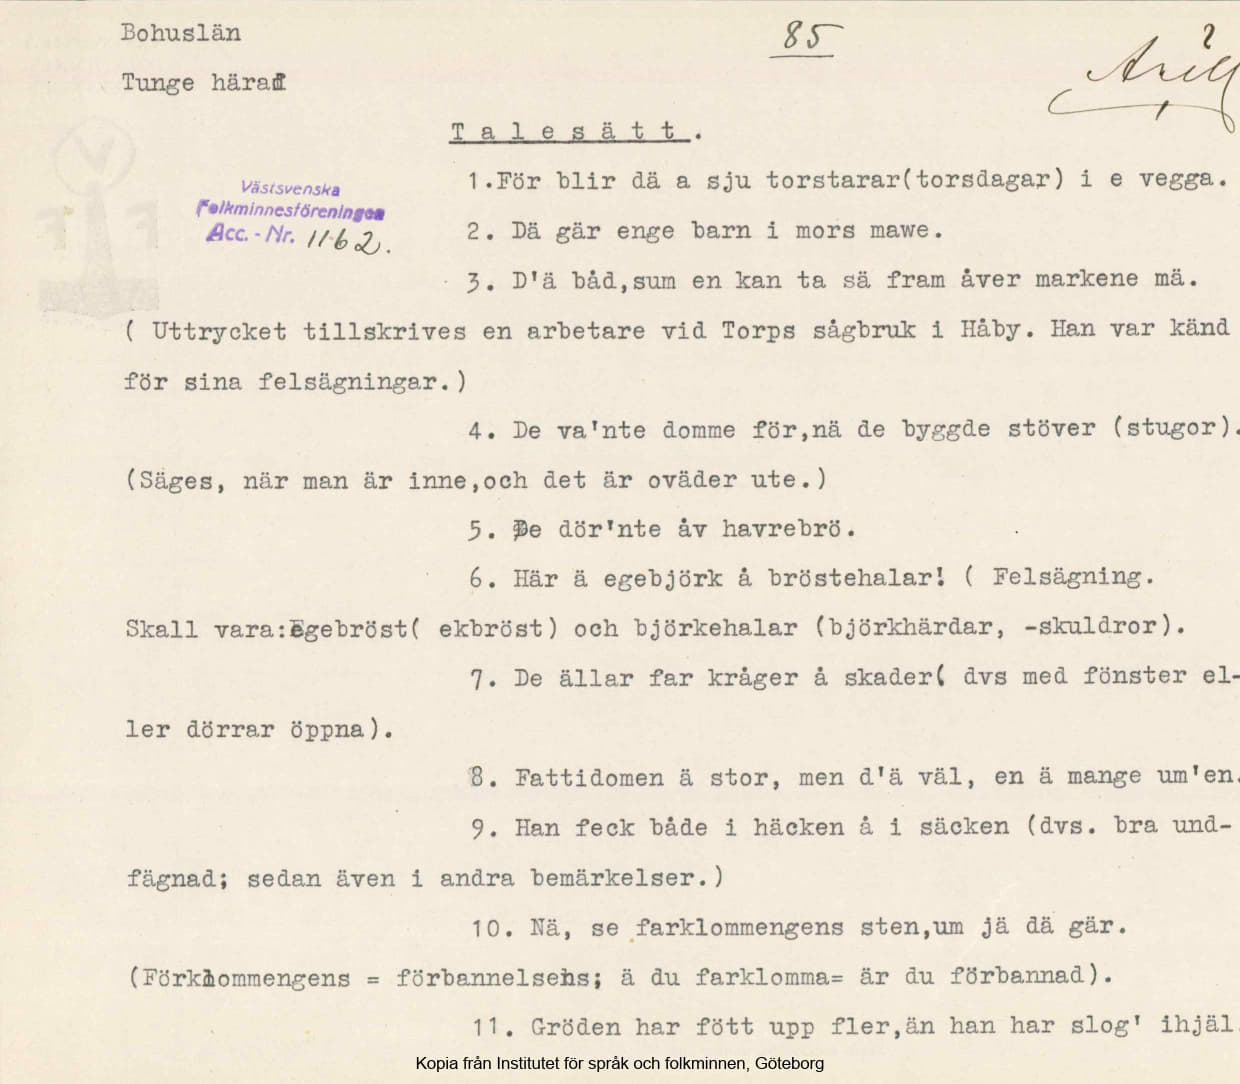 Bohuslän
85
Tunge härad
Talesätt.
1.För blir dä a sju torstarar(torsdagar) i e vegga.
Västsvenska
Folkminnesföreningen
Acc.-Nr. 1162.
2. Dä gär enge barn i mors mawe.
3. D'ä båd,sum en kan ta sä fram åver markene mä.
( Uttrycket tillskrives en arbetare vid Torps sågbruk i Håby. Han var känd
för sina felsägningar.)
4. De va'nte domme för,nä de byggde stöver (stugor).
(Säges, när man är inne,och det är oväder ute.)
5. De dör'nte åv havrebrö.
6. Här ä egebjörk å bröstehalar! ( Felsägning.
Skall vara:Egebröst( ekbröst) och björkehalar (björkhärdar, -skuldror).
7. De ällar far kråger å skader( dvs med fönster el-
ler dörrar öppna).
8. Fattidomen ä stor, men d'ä väl, en ä mange um'en.
9. Han feck både i häcken å i säcken (dvs. bra und-
fägnad; sedan även i andra bemärkelser.)
10. Nä, se farklommengens sten,um jä dä gär.
(Förklommengens = förbannelsens; ä du farklomma= är du förbannad).
11. Gröden har fött upp fler,än han har slog' ihjäl.
Kopia från Institutet för språk och folkminnen, Göteborg